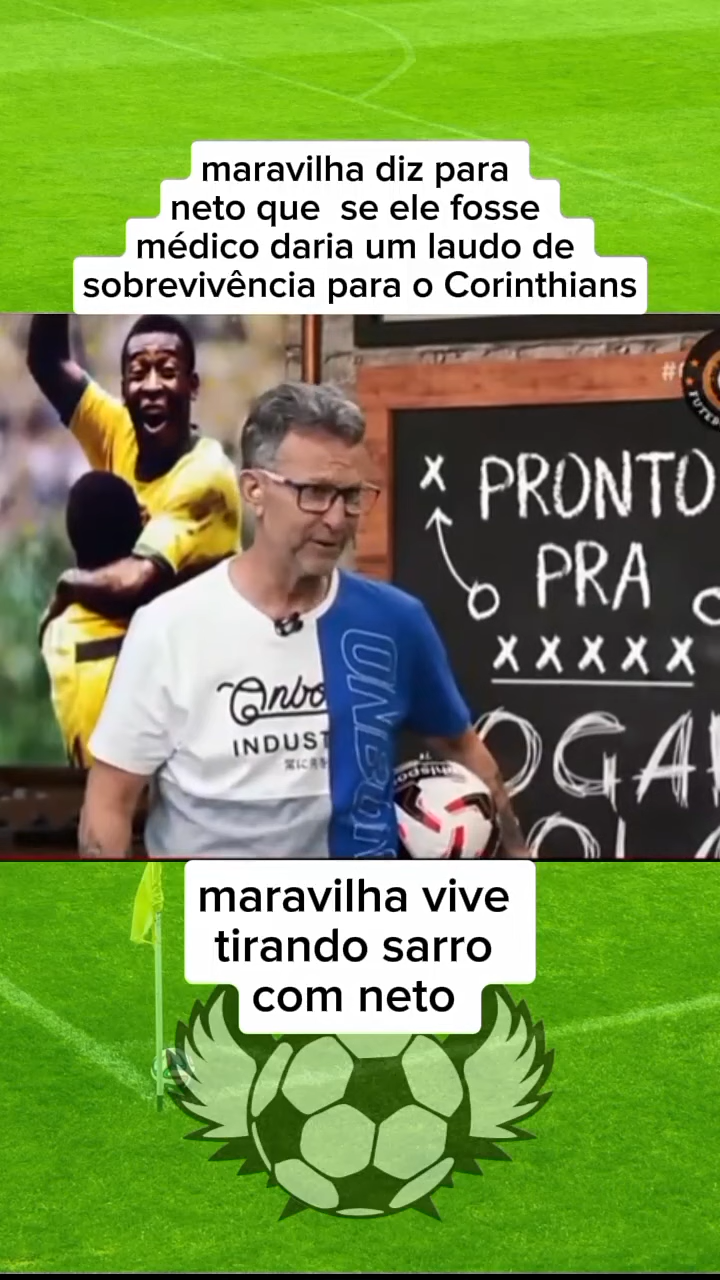 maravilha diz para
neto que  se ele fosse
médico daria um laudo de
sobrevivência para o Corinthians
X PRONTO
PRA
X X X X X
INDUST
maravilha vive
tirando sarro
com neto